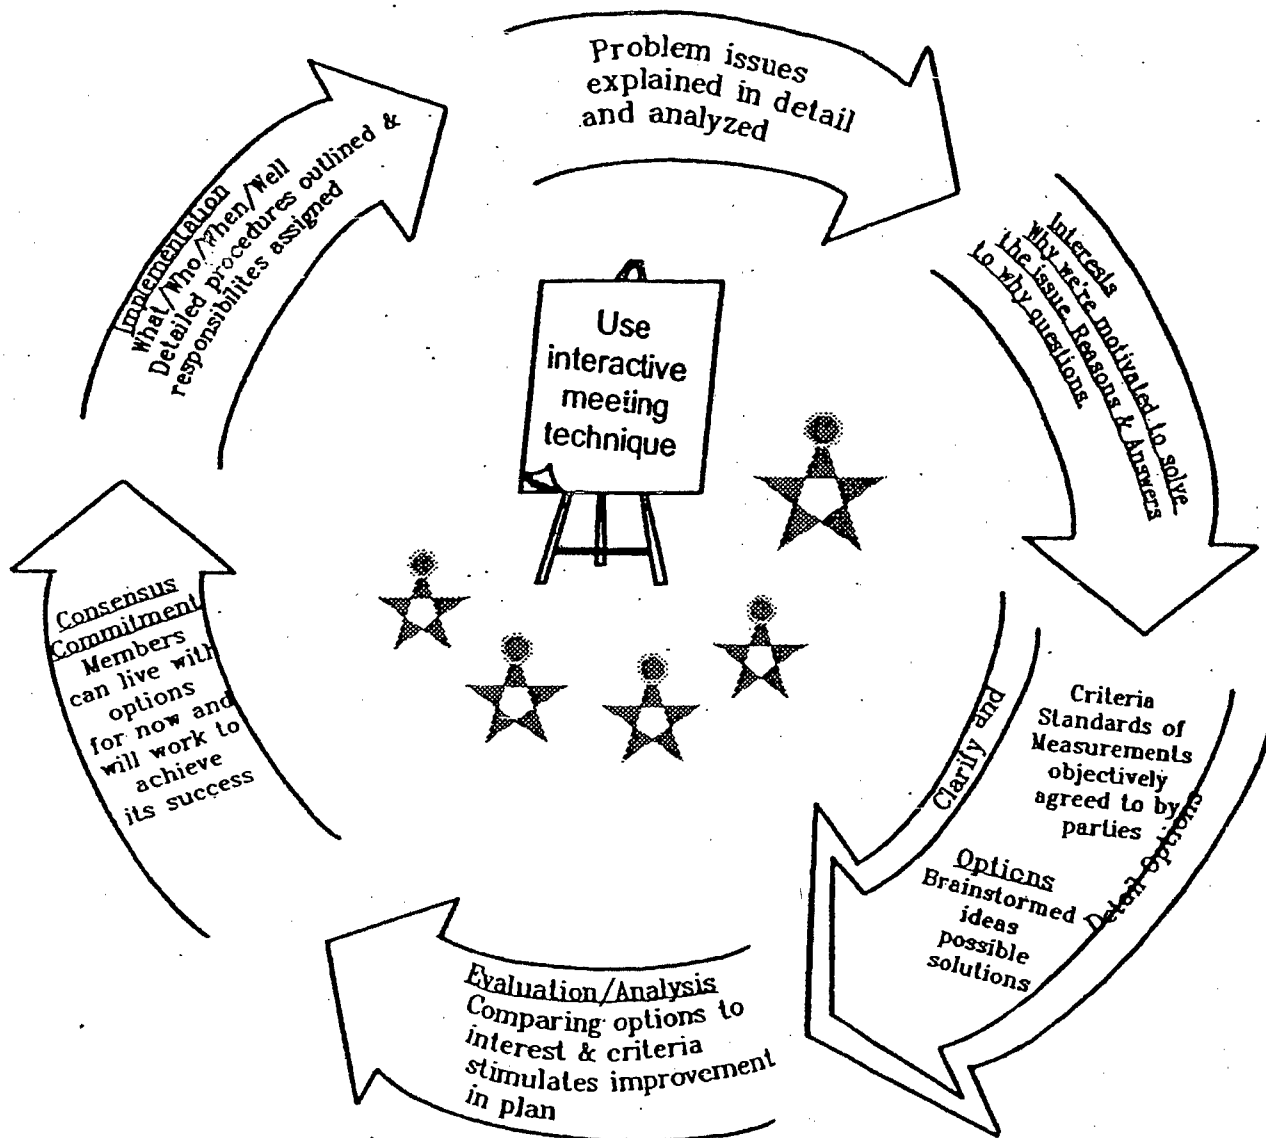 Problem issues
explained in detail
and analyzed
Interests
Why we're motivated to solve
the issue. Reasons & Answers
to why questions.
Criteria
Standards of
Measurements
objectively
agreed to by
parties
Options
Brainstormed
ideas
possible
solutions
Clarify and
Detail Options
Evaluation/Analysis
Comparing options to
interest & criteria
stimulates improvement
in plan
Consensus
Commitment
Members
can live with
options
for now and
will work to
achieve
its success
Implementation
What/Who/When/Well
Detailed procedures outlined &
responsibilites assigned
Use
interactive
meeting
technique